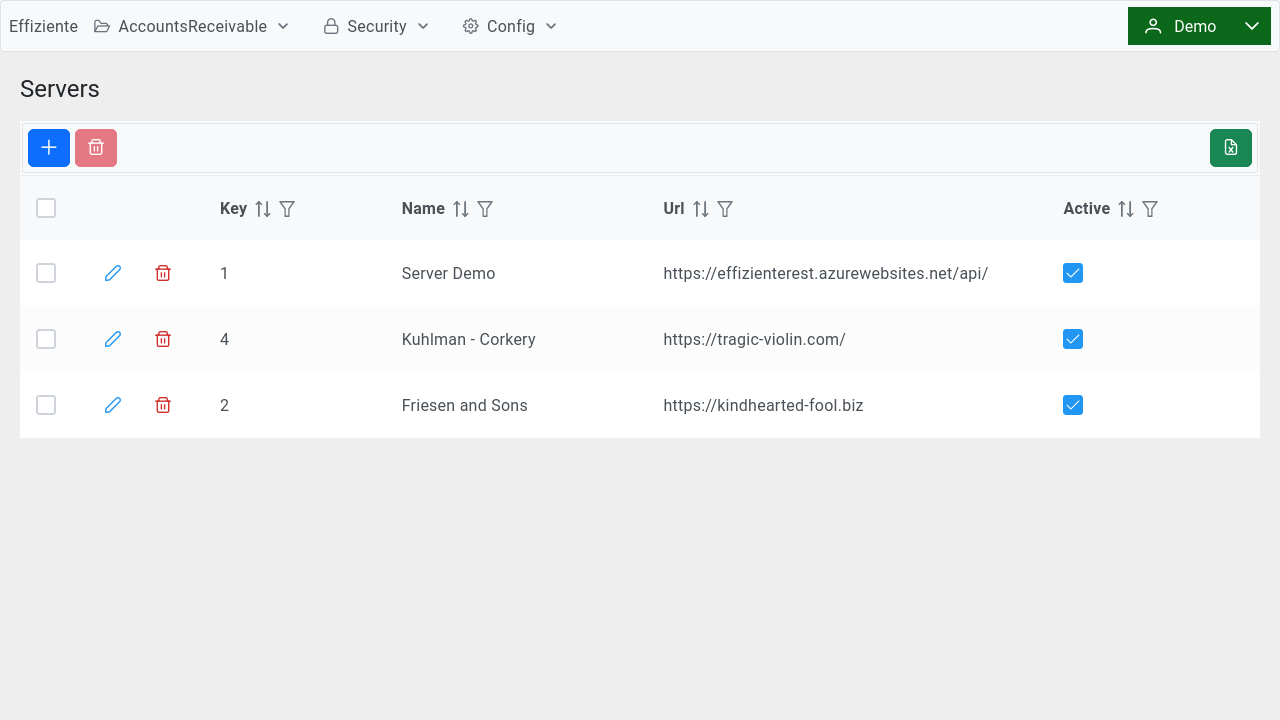 Effiziente AccountsReceivable Security Config Demo
Servers
Key Name Url Active
1 Server Demo https://effizienterest.azurewebsites.net/api/
4 Kuhlman - Corkery https://tragic-violin.com/
2 Friesen and Sons https://kindhearted-fool.biz